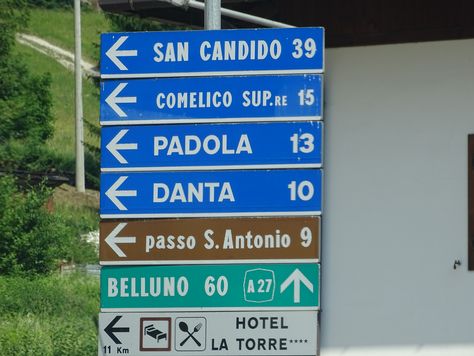 SAN CANDIDO 39
COMELICO SUP.RE 15
PADOLA 13
DANTA 10
passo S. Antonio 9
BELLUNO 60 A 27
HOTEL
11 Km LA TORRE****